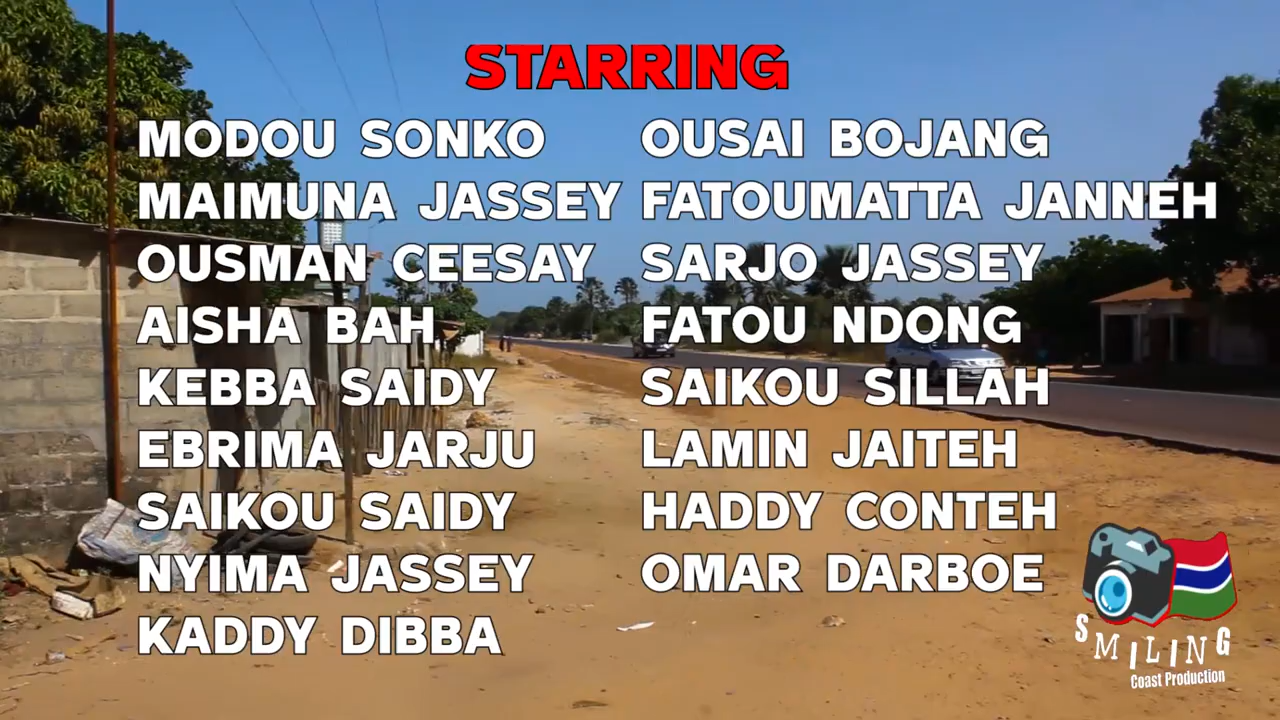 STARRING
MODOU SONKO
MAIMUNA JASSEY
OUSMAN CEESAY
AISHA BAH
KEBBA SAIDY
EBRIMA JARJU
SAIKOU SAIDY
NYIMA JASSEY
KADDY DIBBA
OUSAI BOJANG
FATOUMATTA JANNEH
SARJO JASSEY
FATOU NDONG
SAIKOU SILLAH
LAMIN JAITEH
HADDY CONTEH
OMAR DARBOE
SMILING
Coast Production